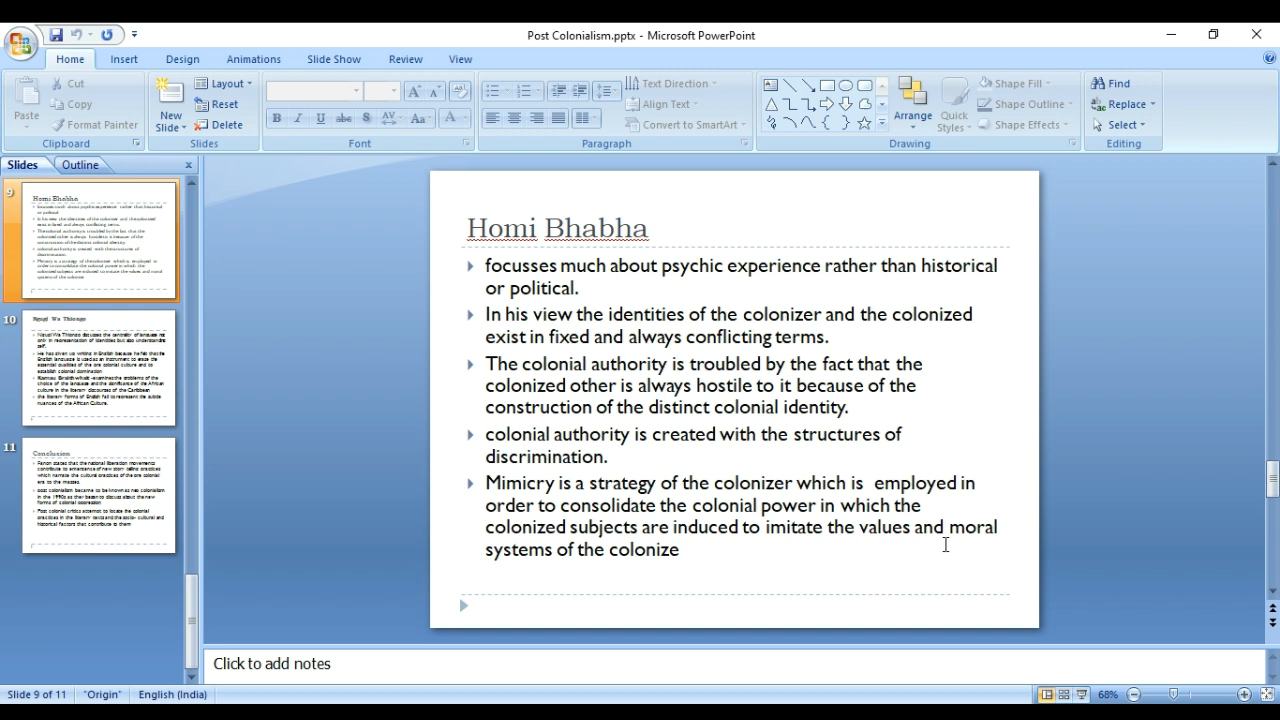 Post Colonialism.pptx - Microsoft PowerPoint
Home Insert Design Animations Slide Show Review View
Paste
Cut
Copy
Format Painter
Clipboard
New Slide
Layout
Reset
Delete
Slides
B I U abc S AV Aa A
Font
Text Direction
Align Text
Convert to SmartArt
Paragraph
Arrange
Quick Styles
Shape Fill
Shape Outline
Shape Effects
Drawing
Find
Replace
Select
Editing
Slides Outline
9
Homi Bhabha
10
Ngugi Wa Thiongo
11
Conclusion
Homi Bhabha
focusses much about psychic experience rather than historical
or political.
In his view the identities of the colonizer and the colonized
exist in fixed and always conflicting terms.
The colonial authority is troubled by the fact that the
colonized other is always hostile to it because of the
construction of the distinct colonial identity.
colonial authority is created with the structures of
discrimination.
Mimicry is a strategy of the colonizer which is employed in
order to consolidate the colonial power in which the
colonized subjects are induced to imitate the values and moral
systems of the colonize
Click to add notes
Slide 9 of 11 "Origin" English (India) 68%